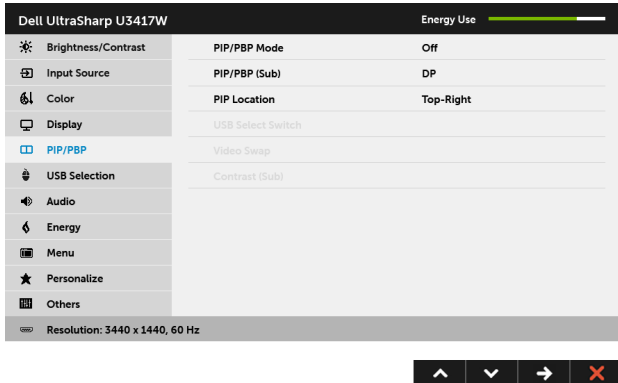 Dell UltraSharp U3417W Energy Use
Brightness/Contrast PIP/PBP Mode Off
Input Source PIP/PBP (Sub) DP
Color PIP Location Top-Right
Display USB Select Switch
PIP/PBP Video Swap
USB Selection Contrast (Sub)
Audio
Energy
Menu
Personalize
Others
Resolution: 3440 x 1440, 60 Hz